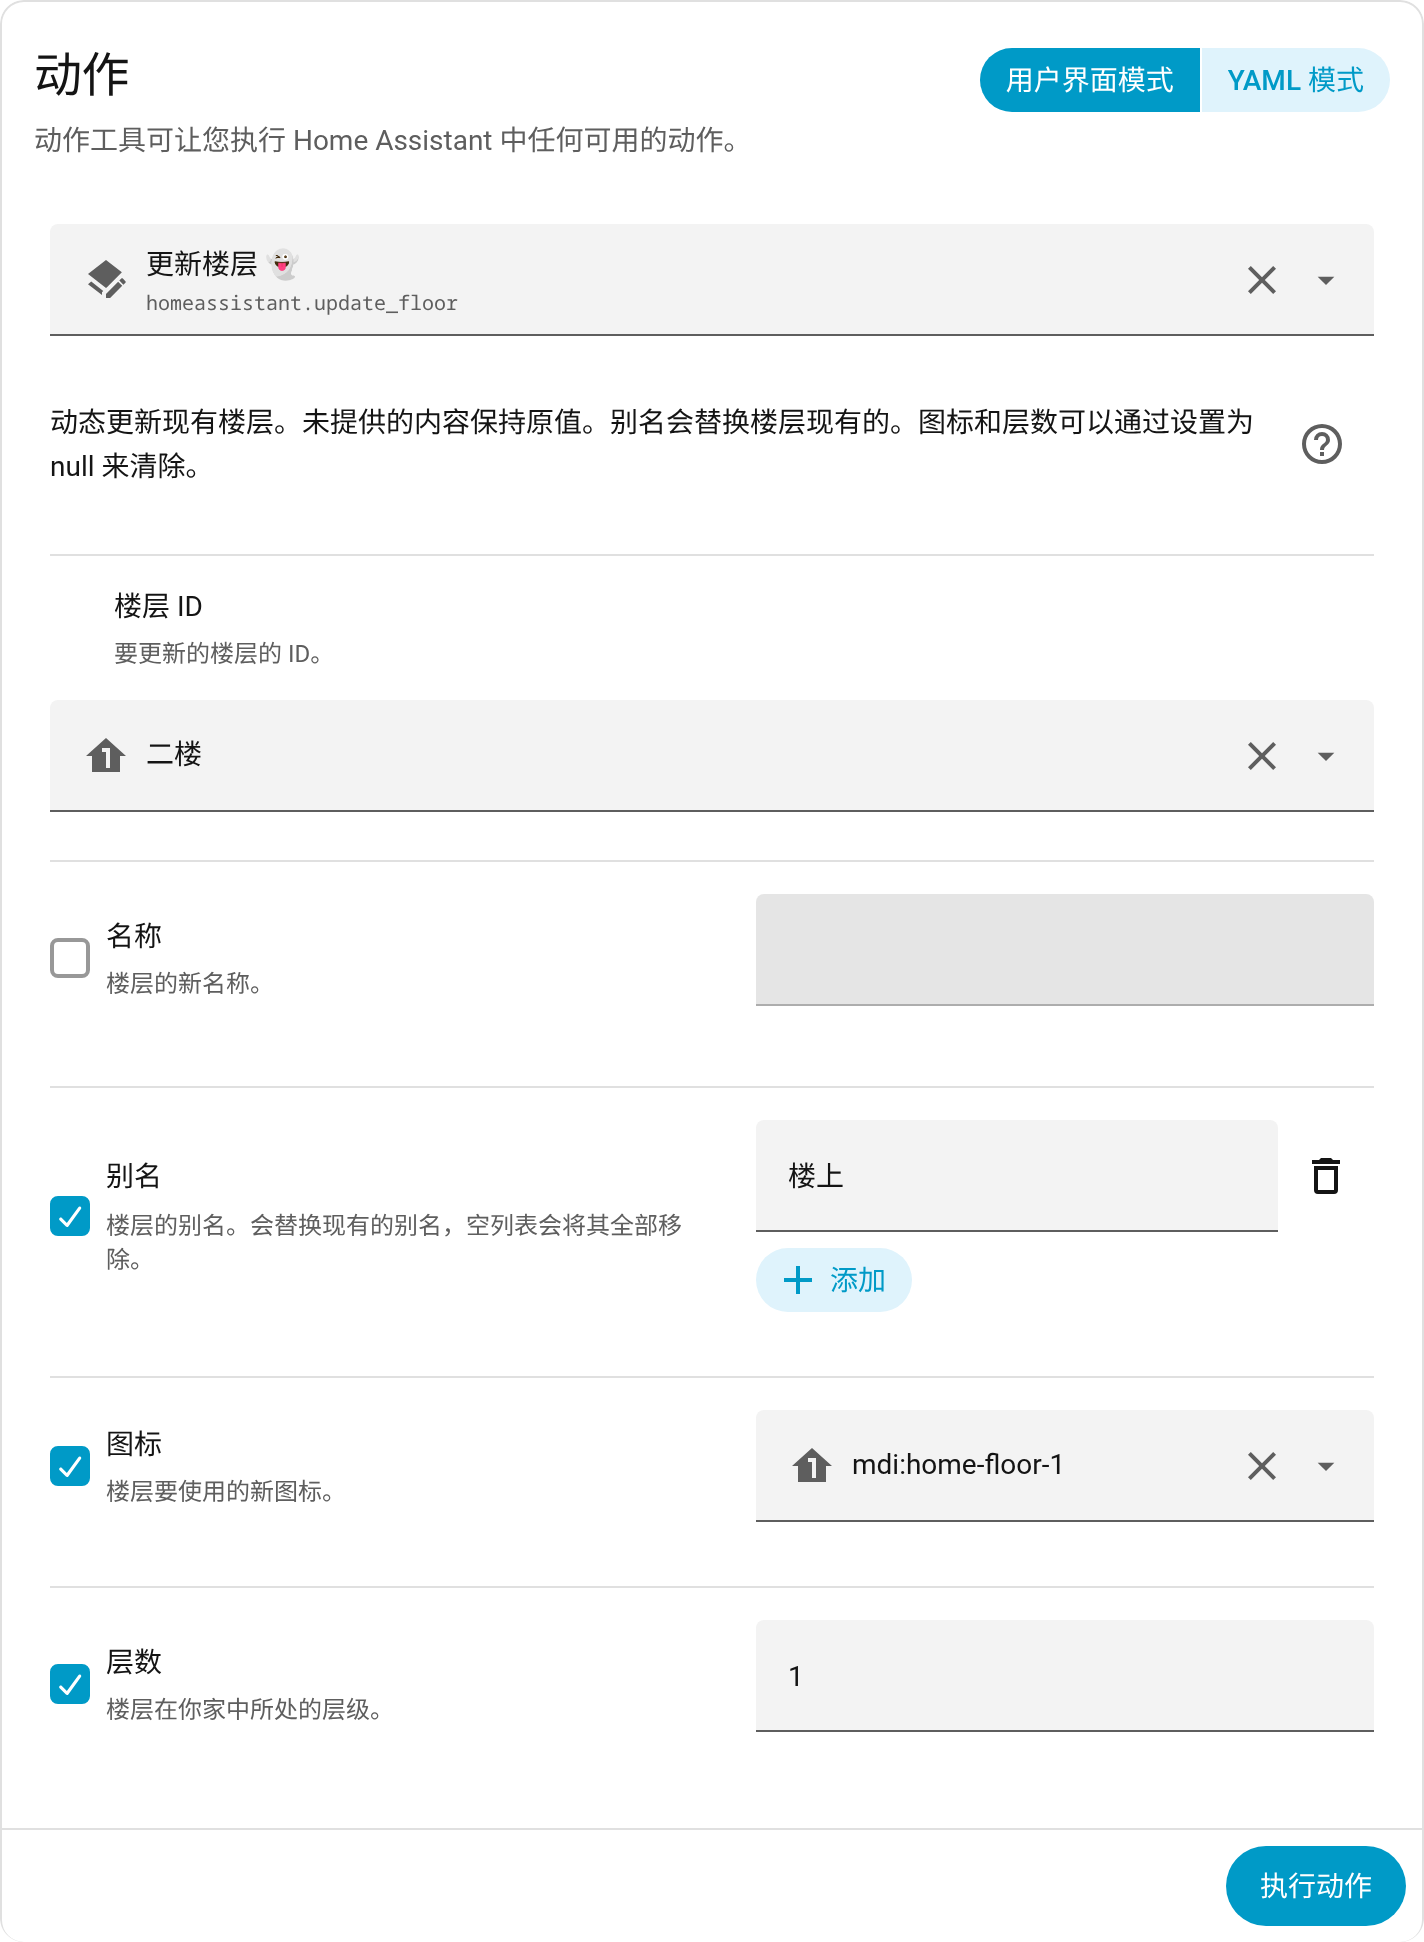 动作
用户界面模式
YAML 模式
动作工具可让您执行 Home Assistant 中任何可用的动作。
更新楼层 👻
homeassistant.update_floor
动态更新现有楼层。未提供的内容保持原值。别名会替换楼层现有的。图标和层数可以通过设置为
null 来清除。
楼层 ID
要更新的楼层的 ID。
二楼
名称
楼层的新名称。
别名
楼层的别名。会替换现有的别名，空列表会将其全部移
除。
楼上
添加
图标
楼层要使用的新图标。
mdi:home-floor-1
层数
楼层在你家中所处的层级。
1
执行动作